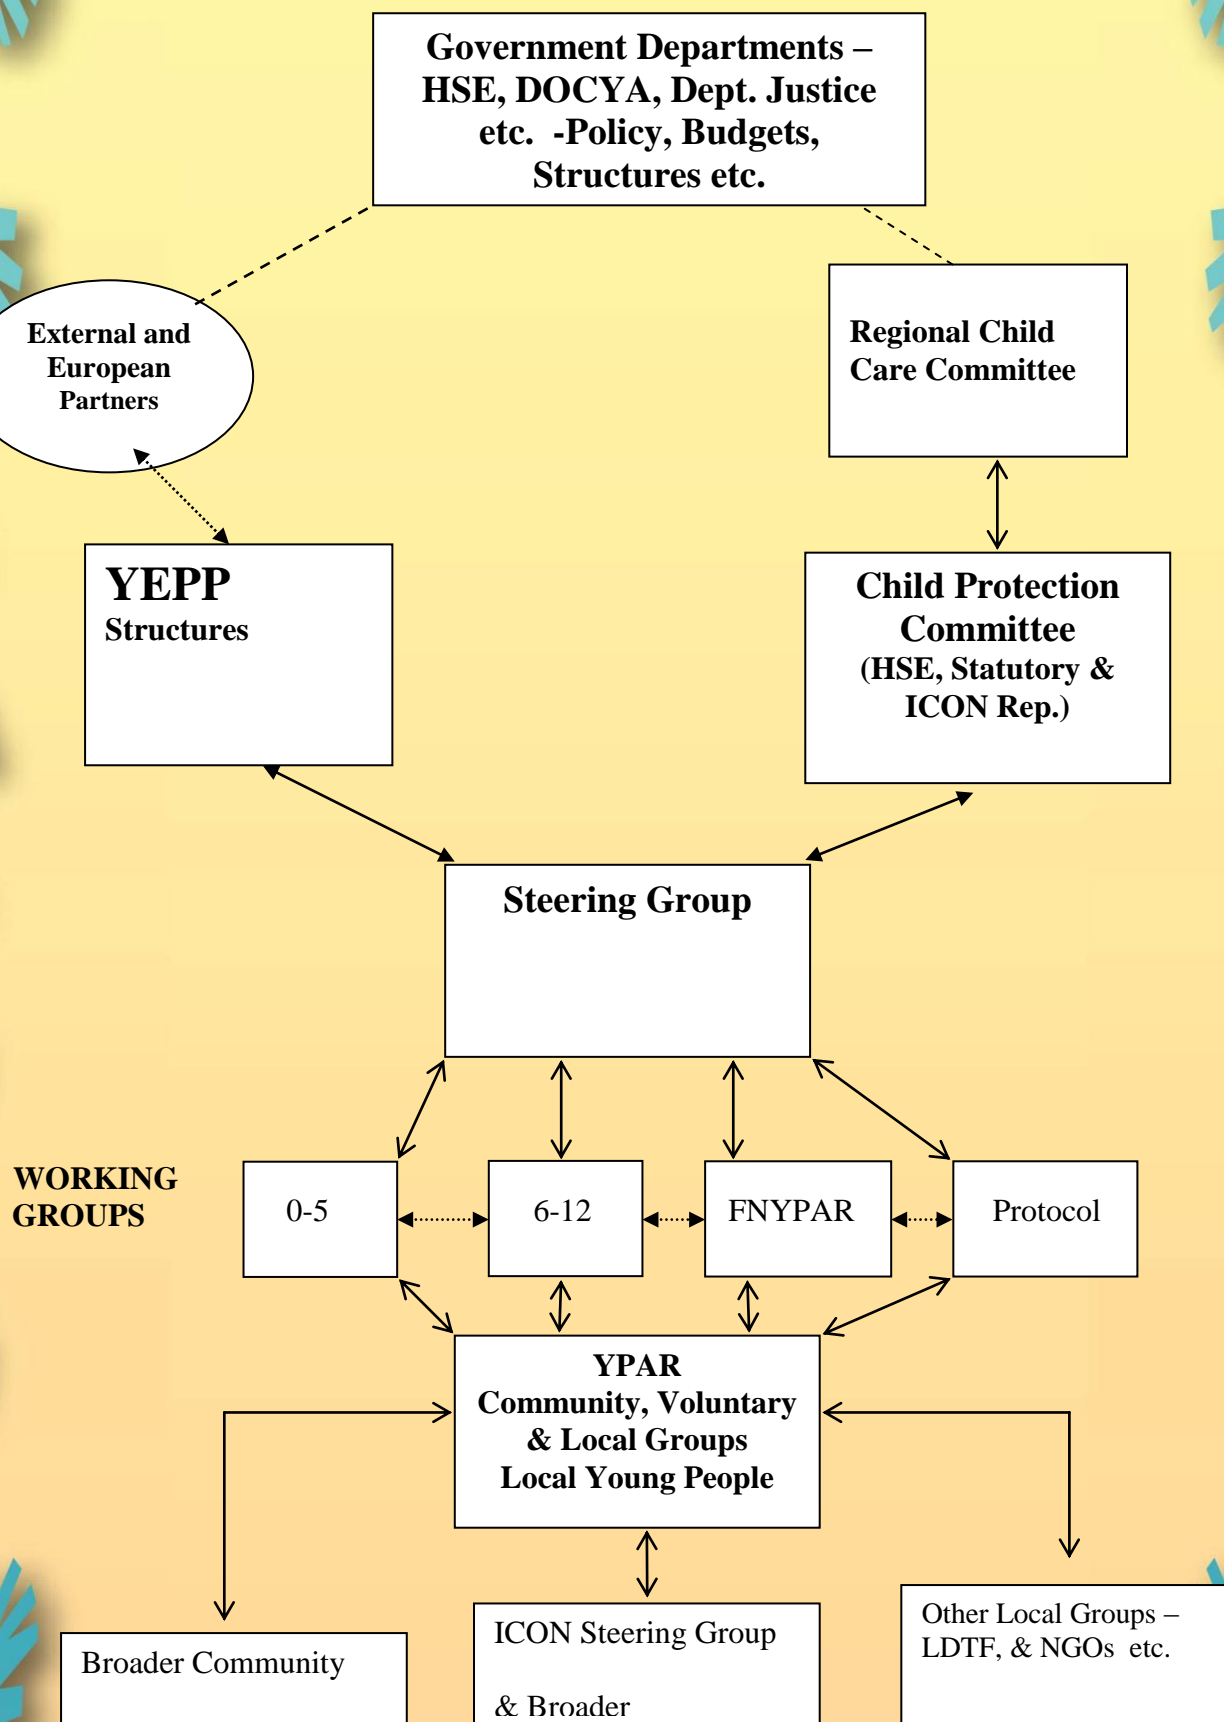 Government Departments –
HSE, DOCYA, Dept. Justice
etc. -Policy, Budgets,
Structures etc.
External and
European
Partners
Regional Child
Care Committee
YEPP
Structures
Child Protection
Committee
(HSE, Statutory &
ICON Rep.)
Steering Group
WORKING
GROUPS
0-5
6-12
FNYPAR
Protocol
YPAR
Community, Voluntary
& Local Groups
Local Young People
Broader Community
ICON Steering Group
& Broader
Other Local Groups –
LDTF, & NGOs etc.